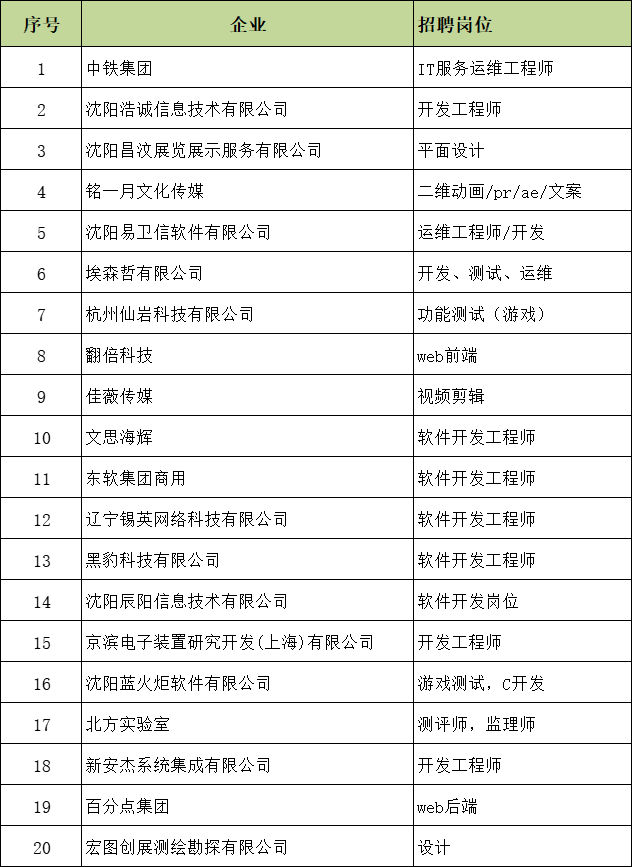 序号 企业 招聘岗位
1 中铁集团 IT服务运维工程师
2 沈阳浩诚信息技术有限公司 开发工程师
3 沈阳昌汶展览展示服务有限公司 平面设计
4 铭一月文化传媒 二维动画/pr/ae/文案
5 沈阳易卫信软件有限公司 运维工程师/开发
6 埃森哲有限公司 开发、测试、运维
7 杭州仙岩科技有限公司 功能测试（游戏）
8 翻倍科技 web前端
9 佳薇传媒 视频剪辑
10 文思海辉 软件开发工程师
11 东软集团商用 软件开发工程师
12 辽宁锡英网络科技有限公司 软件开发工程师
13 黑豹科技有限公司 软件开发工程师
14 沈阳辰阳信息技术有限公司 软件开发岗位
15 京滨电子装置研究开发(上海)有限公司 开发工程师
16 沈阳蓝火炬软件有限公司 游戏测试，C开发
17 北方实验室 测评师，监理师
18 新安杰系统集成有限公司 开发工程师
19 百分点集团 web后端
20 宏图创展测绘勘探有限公司 设计